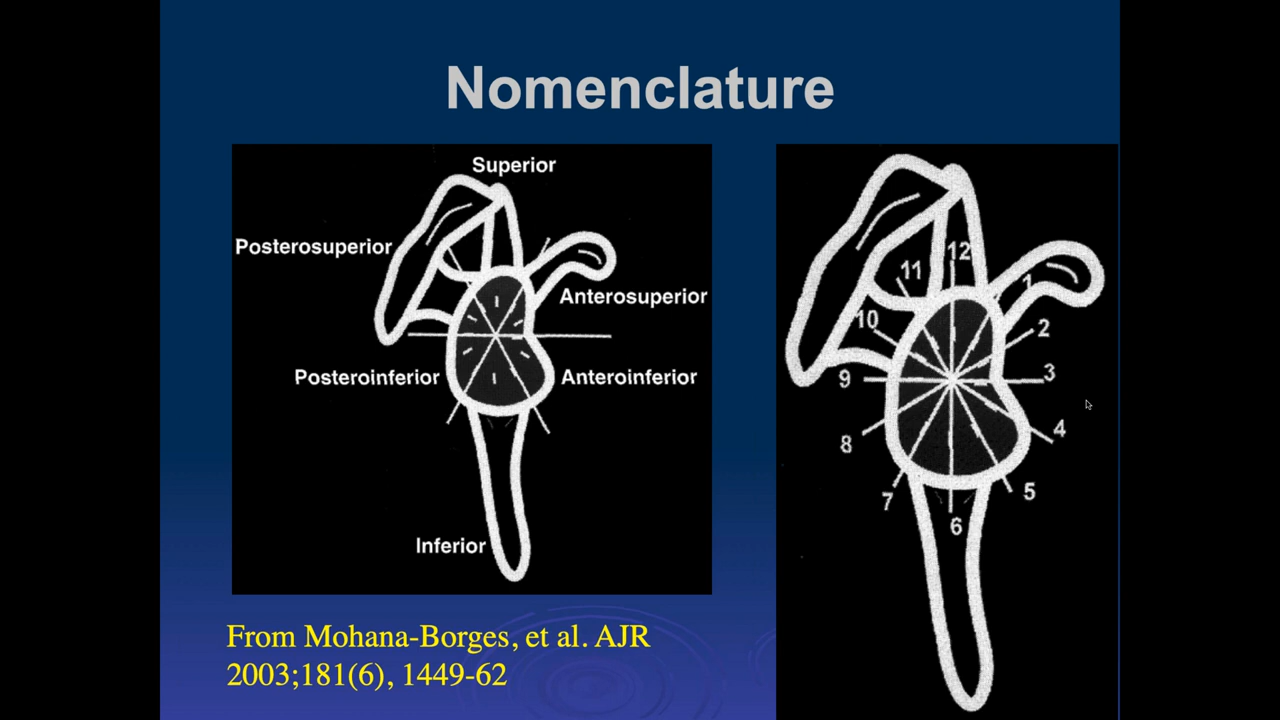 Nomenclature
Superior
Posterosuperior
Anterosuperior
Posteroinferior
Anteroinferior
Inferior
12
11
1
10
2
9
3
8
4
7
5
6
From Mohana-Borges, et al. AJR
2003;181(6), 1449-62